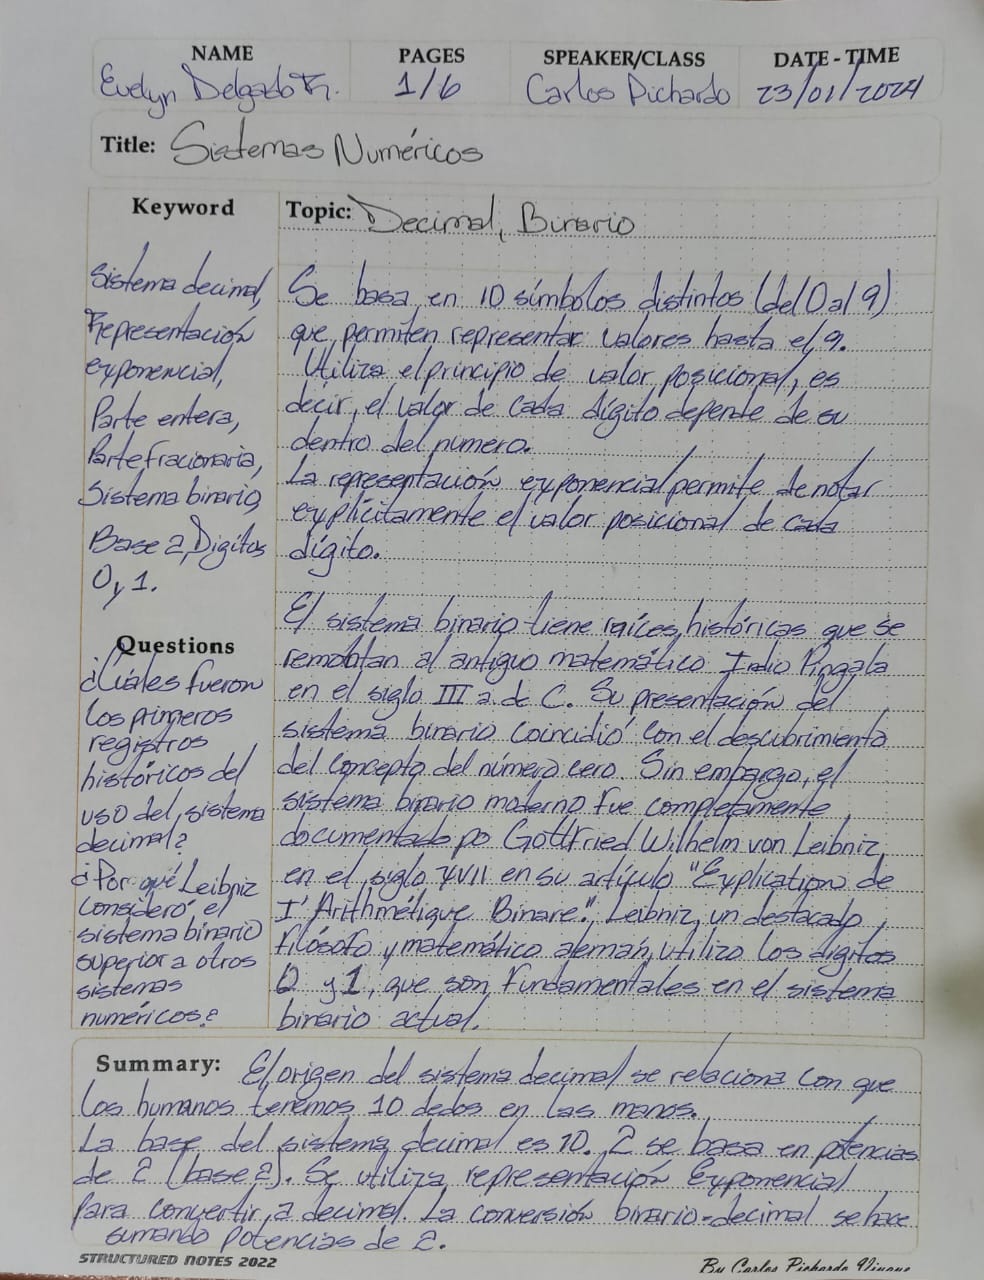 NAME PAGES SPEAKER/CLASS DATE - TIME
Evelyn Delgado R. 1/6 Carlos Pichardo 23/01/2024
Title: Sistemas Numéricos
Keyword
Sistema decimal,
Representación
exponencial,
Parte entera,
Parte fracionaria,
Sistema binario,
Base 2, Digitos
0 y 1.
Questions
¿Cuáles fueron
los primeros
registros
históricos del
uso del sistema
decimal?
¿Por qué Leibniz
consideró el
sistema binario
superior a otros
sistemas
numéricos?
Topic: Decimal, Binario
Se basa en 10 símbolos distintos (del 0 al 9)
que permiten representar valores hasta el 9.
Utiliza el principio de valor posicional, es
decir, el valor de cada dígito depende de su
dentro del numero.
La representación exponencial permite denotar
explícitamente el valor posicional de cada
dígito.
El sistema binario tiene raíces históricas que se
remontan al antiguo matemático Indio Pingala
en el siglo III a de C. Su presentación del
sistema binario coincidió con el descubrimiento
del concepto del número cero. Sin embargo, el
sistema binario moderno fue completamente
documentado po Gottfried Wilhelm von Leibniz,
en el siglo XVII en su artículo "Explication de
I'Arithmétique Binare". Leibniz, un destacado
filósofo y matemático alemán, utilizo los digitos
0 y 1, que son fundamentales en el sistema
binario actual.
Summary: El origen del sistema decimal se relaciona con que
los humanos tenemos 10 dedos en las manos.
La base del sistema decimal es 10. 2 se basa en potencias
de 2 (base 2). Se utiliza representación Exponencial
para convertir a decimal. La conversión binario-decimal se hace
sumando potencias de 2.
STRUCTURED NOTES 2022 By Carlos Pichardo Viuque